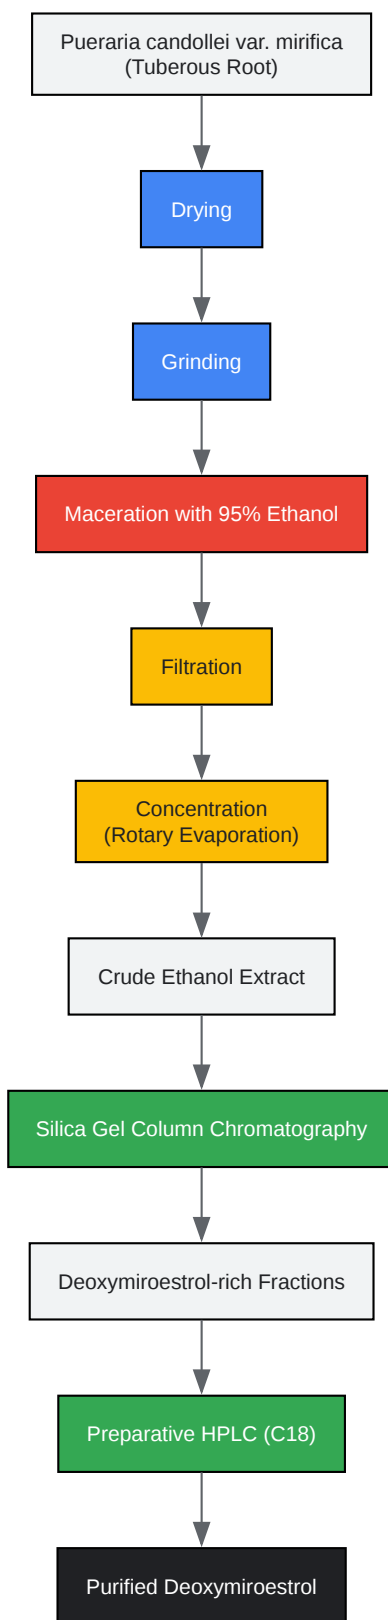 Pueraria candollei var. mirifica
(Tuberous Root)
Drying
Grinding
Maceration with 95% Ethanol
Filtration
Concentration
(Rotary Evaporation)
Crude Ethanol Extract
Silica Gel Column Chromatography
Deoxymiroestrol-rich Fractions
Preparative HPLC (C18)
Purified Deoxymiroestrol